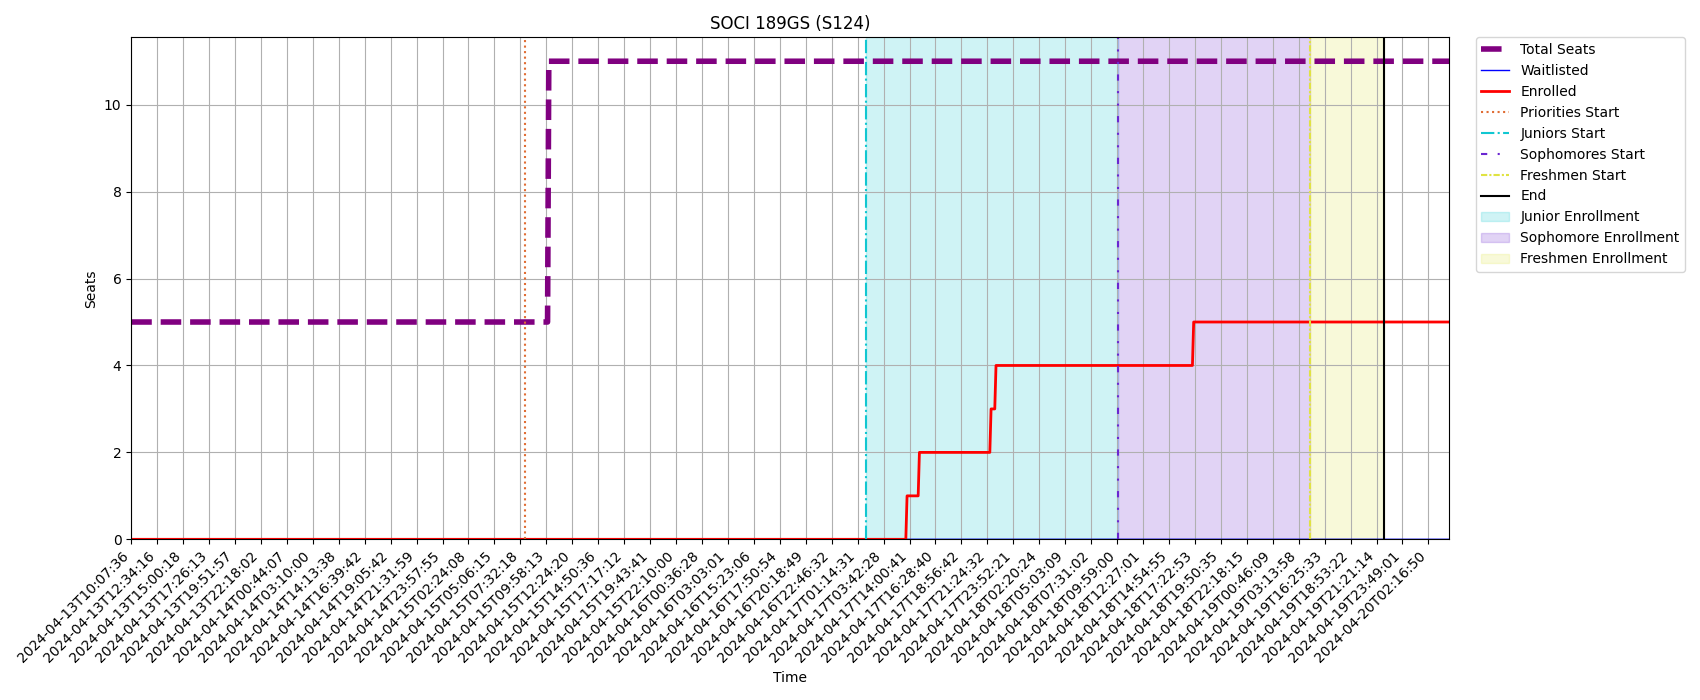 SOCI 189GS (S124)
Total Seats
Waitlisted
Enrolled
Priorities Start
Juniors Start
Sophomores Start
Freshmen Start
End
Junior Enrollment
Sophomore Enrollment
Freshmen Enrollment
Seats
10
8
6
4
2
0
2024-04-13T10:07:36
2024-04-13T12:34:16
2024-04-13T15:00:18
2024-04-13T17:26:13
2024-04-13T19:51:57
2024-04-13T22:18:02
2024-04-14T00:44:07
2024-04-14T03:10:00
2024-04-14T14:13:38
2024-04-14T16:39:42
2024-04-14T19:05:42
2024-04-14T21:31:59
2024-04-14T23:57:55
2024-04-15T02:24:08
2024-04-15T05:06:15
2024-04-15T07:32:18
2024-04-15T09:58:13
2024-04-15T12:24:20
2024-04-15T14:50:36
2024-04-15T17:17:12
2024-04-15T19:43:41
2024-04-15T22:10:00
2024-04-16T00:36:28
2024-04-16T03:03:01
2024-04-16T15:23:06
2024-04-16T17:50:54
2024-04-16T20:18:49
2024-04-16T22:46:32
2024-04-17T01:14:31
2024-04-17T03:42:28
2024-04-17T14:00:41
2024-04-17T16:28:40
2024-04-17T18:56:42
2024-04-17T21:24:32
2024-04-17T23:52:21
2024-04-18T02:20:24
2024-04-18T05:03:09
2024-04-18T07:31:02
2024-04-18T09:59:00
2024-04-18T12:27:01
2024-04-18T14:54:55
2024-04-18T17:22:53
2024-04-18T19:50:35
2024-04-18T22:18:15
2024-04-19T00:46:09
2024-04-19T03:13:58
2024-04-19T16:25:33
2024-04-19T18:53:22
2024-04-19T21:21:14
2024-04-19T23:49:01
2024-04-20T02:16:50
Time